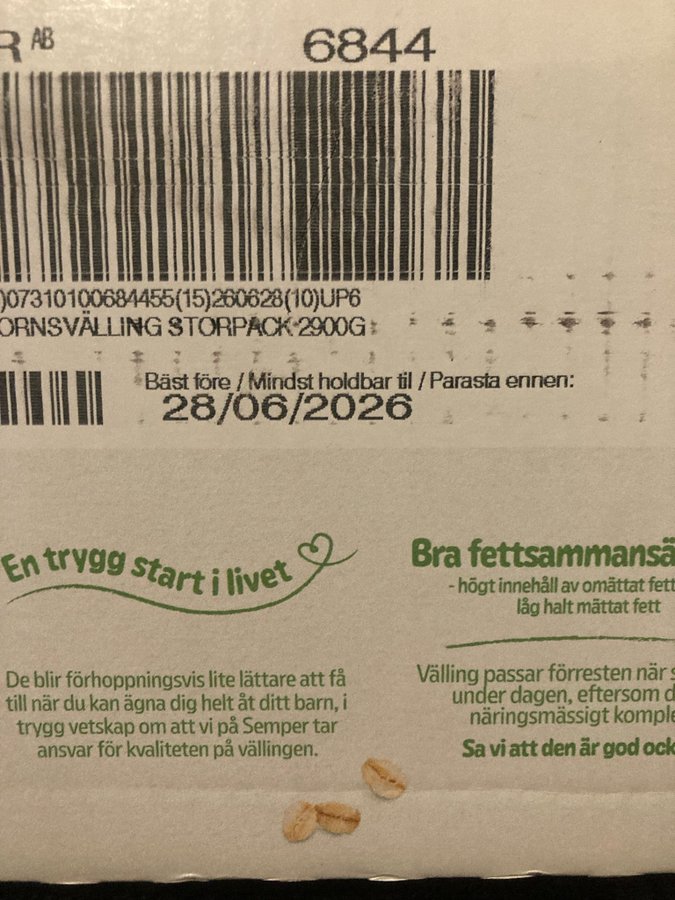 R AB
6844
)07310100684455(15)260628(10)UP6
ORNSVÄLLING STORPACK 2900G
Bäst före / Mindst holdbar til / Parasta ennen:
28/06/2026
En trygg start i livet
De blir förhoppningsvis lite lättare att få
till när du kan ägna dig helt åt ditt barn, i
trygg vetskap om att vi på Semper tar
ansvar för kvaliteten på vällingen.
Bra fettsammansä
- högt innehåll av omättat fett
låg halt mättat fett
Välling passar förresten när s
under dagen, eftersom d
näringsmässigt komple
Sa vi att den är god ock